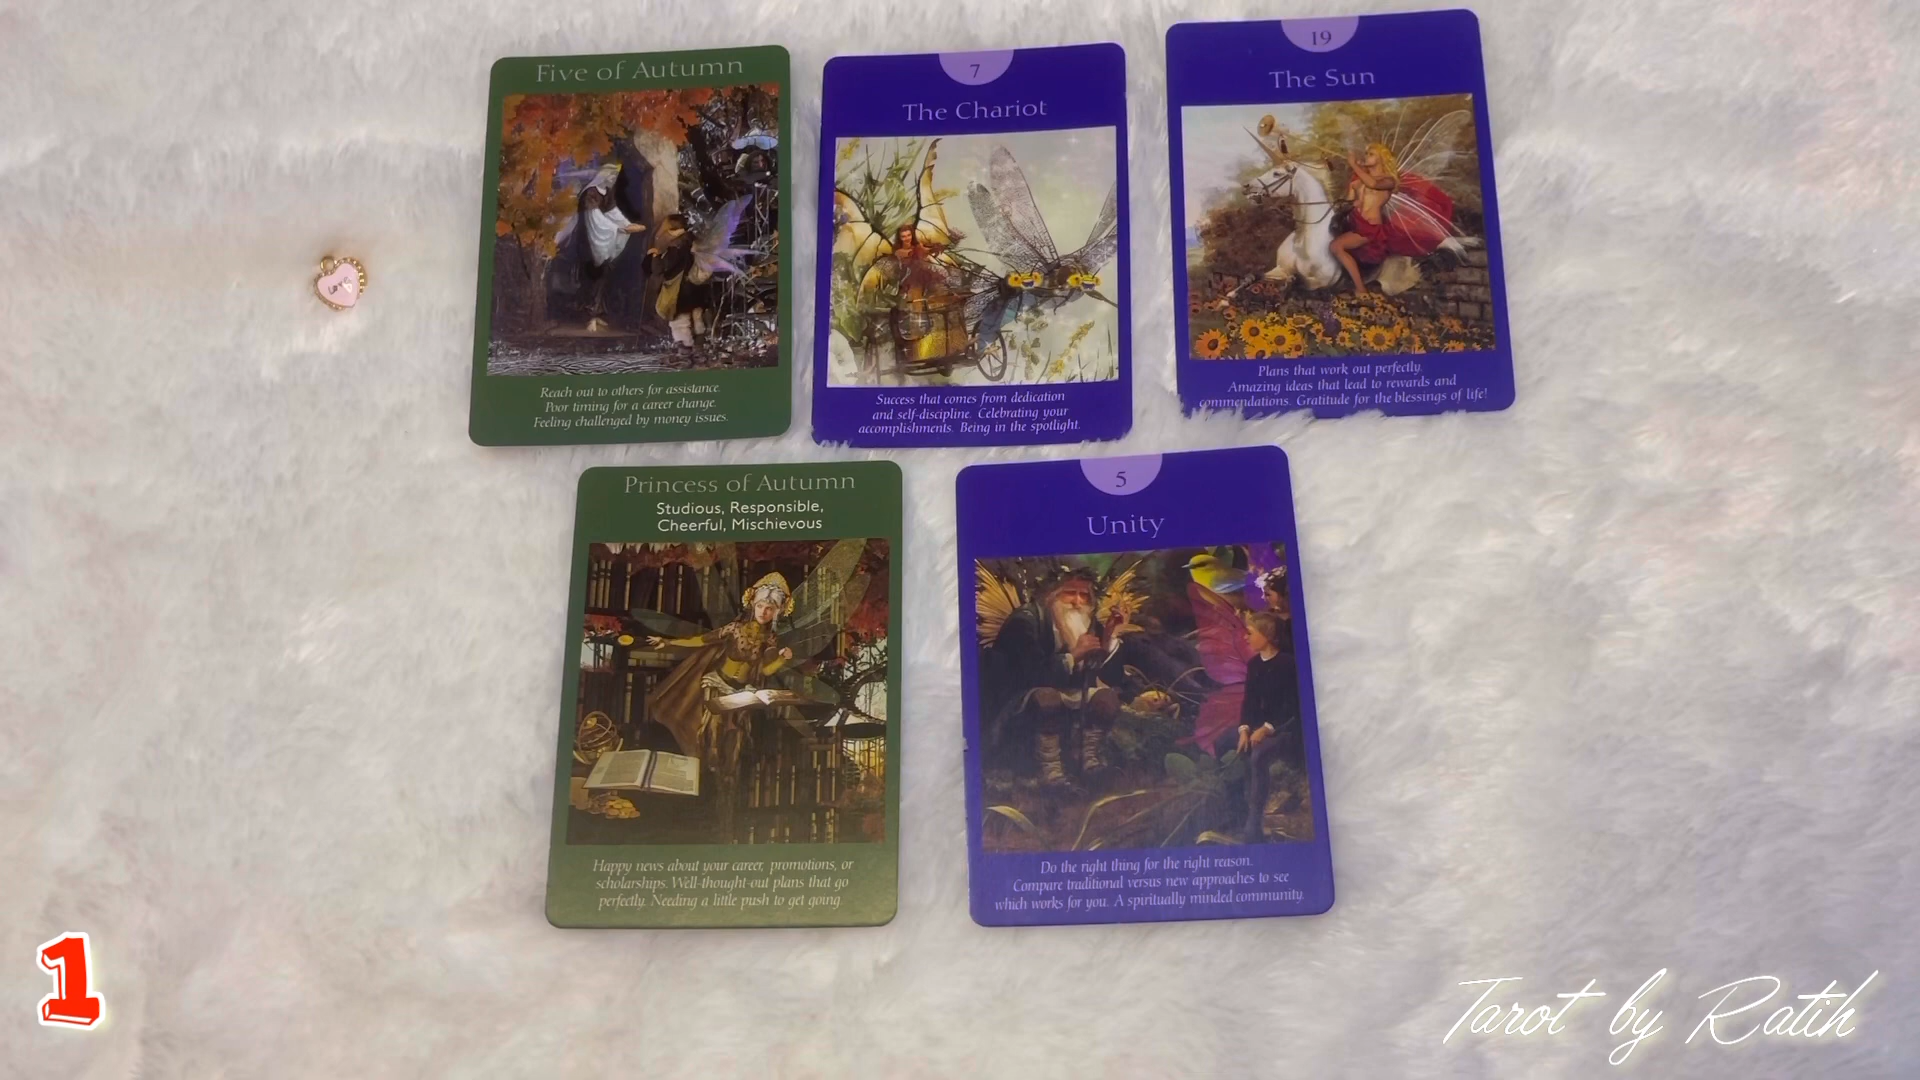 Five of Autumn
Reach out to others for assistance.
Poor timing for a career change.
Feeling challenged by money issues.
7
The Chariot
Success that comes from dedication
and self-discipline. Celebrating your
accomplishments. Being in the spotlight.
19
The Sun
Plans that work out perfectly.
Amazing ideas that lead to rewards and
commendations. Gratitude for the blessings of life!
LOVE
Princess of Autumn
Studious, Responsible,
Cheerful, Mischievous
Happy news about your career, promotions, or
scholarships. Well-thought-out plans that go
perfectly. Needing a little push to get going.
5
Unity
Do the right thing for the right reason.
Compare traditional versus new approaches to see
which works for you. A spiritually minded community.
1
Tarot by Ratih